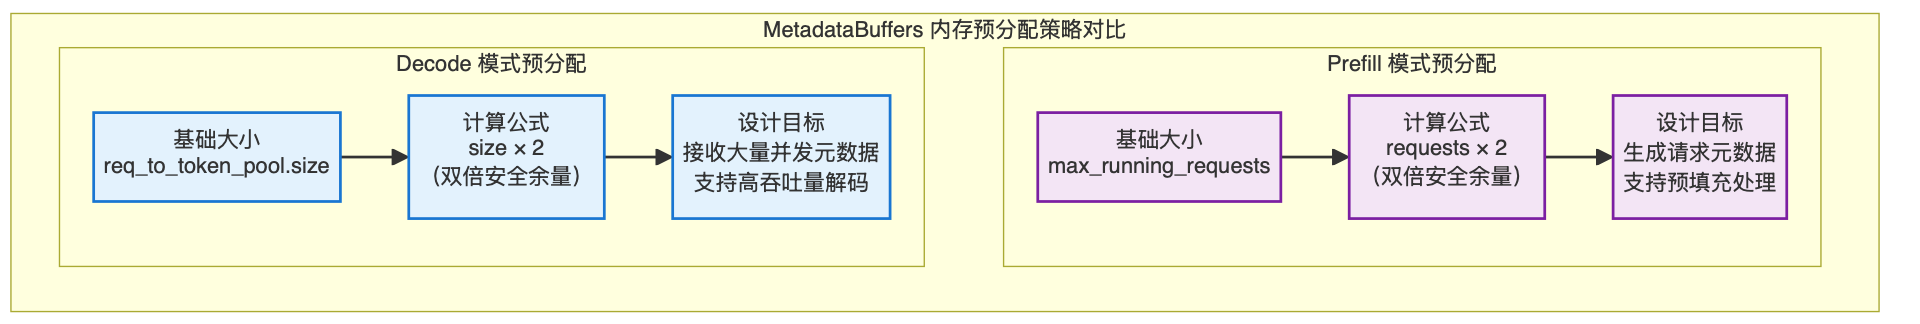 MetadataBuffers 内存预分配策略对比
Decode 模式预分配
基础大小
req_to_token_pool.size
计算公式
size × 2
（双倍安全余量）
设计目标
接收大量并发元数据
支持高吞吐量解码
Prefill 模式预分配
基础大小
max_running_requests
计算公式
requests × 2
（双倍安全余量）
设计目标
生成请求元数据
支持预填充处理